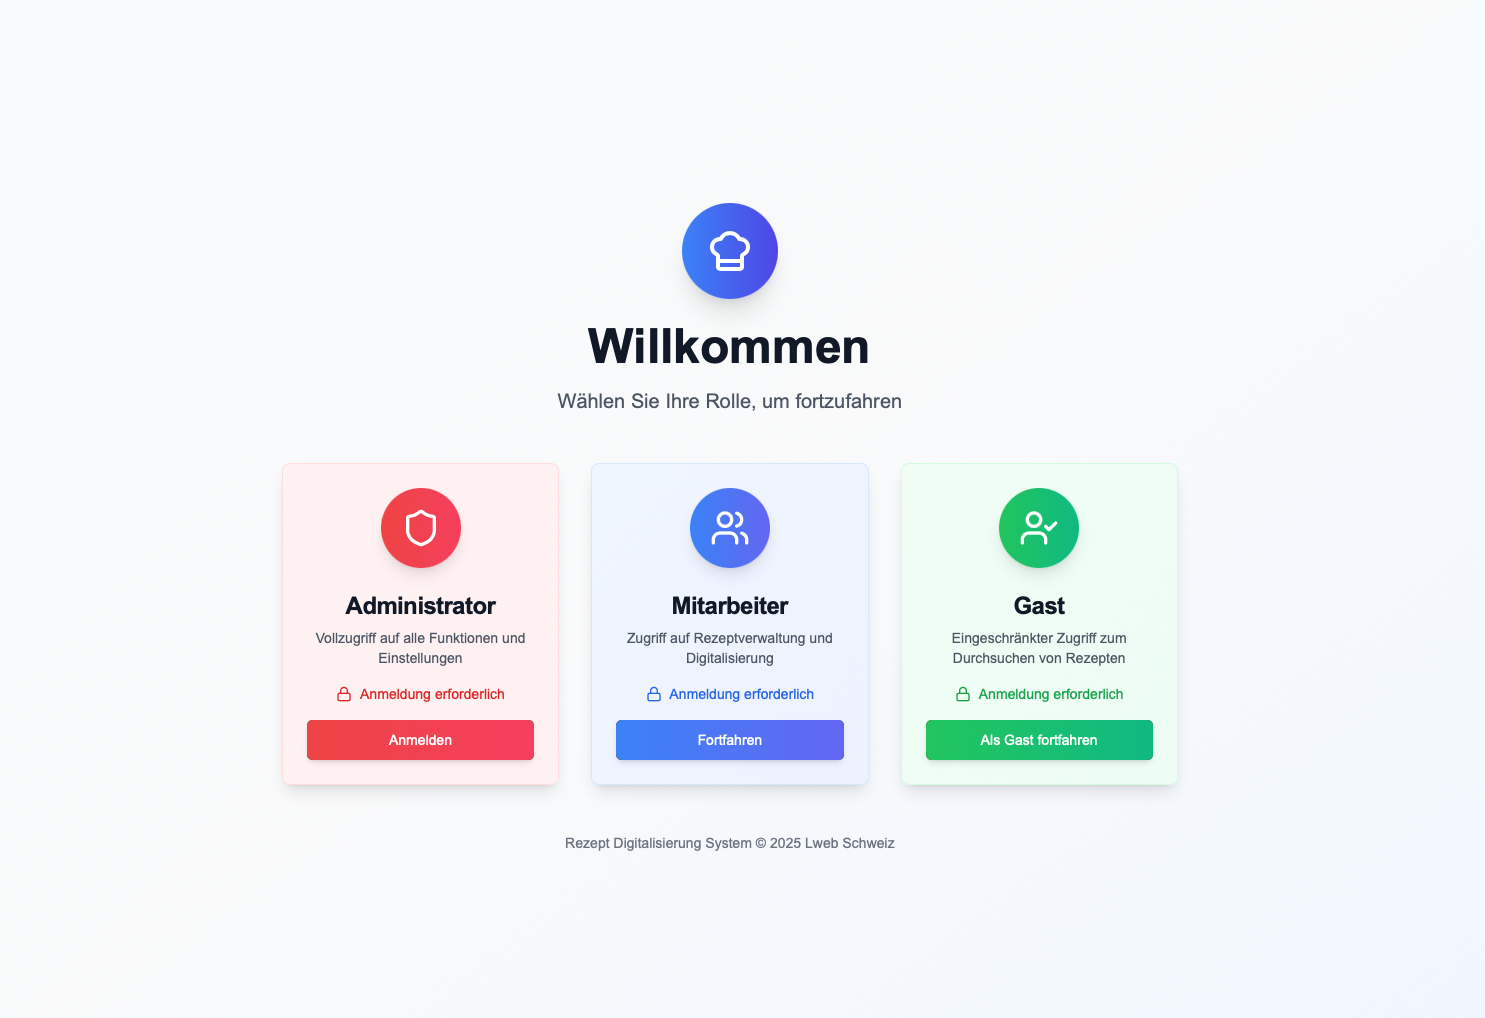 Willkommen
Wählen Sie Ihre Rolle, um fortzufahren
Administrator
Vollzugriff auf alle Funktionen und
Einstellungen
Anmeldung erforderlich
Anmelden
Mitarbeiter
Zugriff auf Rezeptverwaltung und
Digitalisierung
Anmeldung erforderlich
Fortfahren
Gast
Eingeschränkter Zugriff zum
Durchsuchen von Rezepten
Anmeldung erforderlich
Als Gast fortfahren
Rezept Digitalisierung System © 2025 Lweb Schweiz